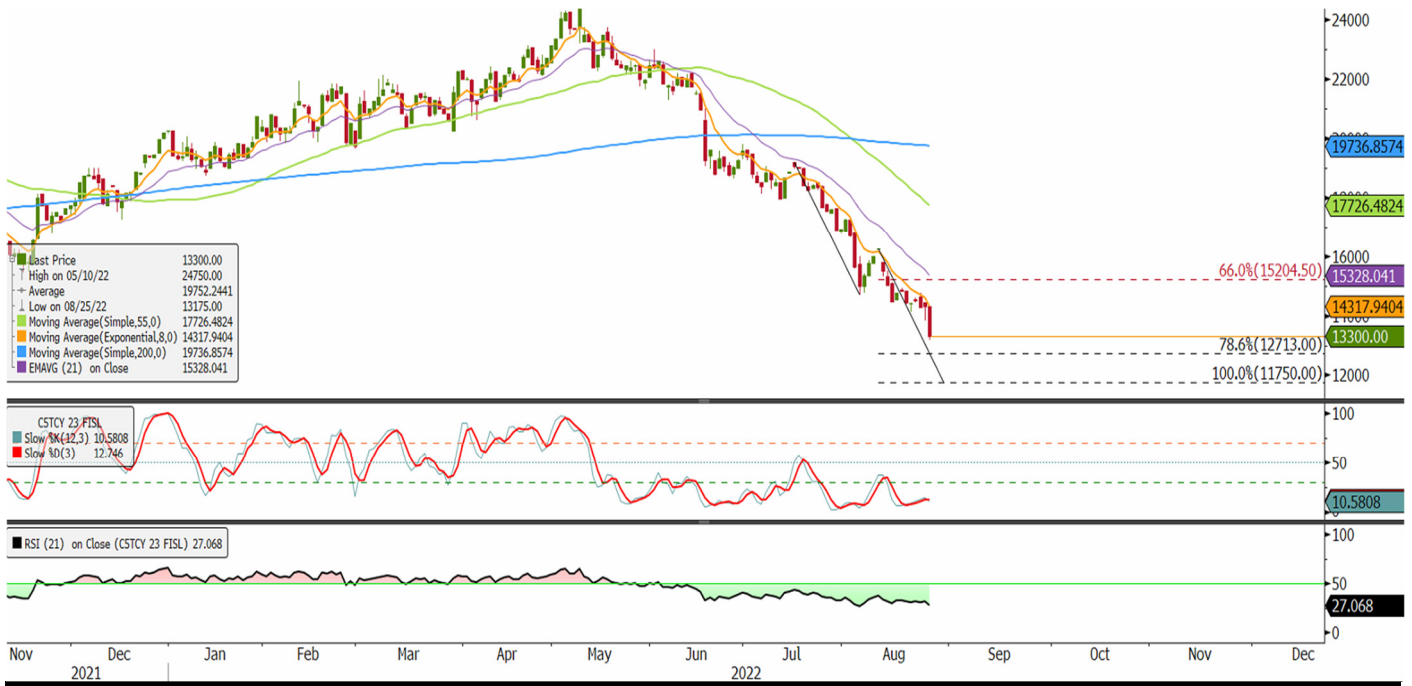 24000
22000
20000
19736.8574
18000
17726.4824
16000
66.0%(15204.50)
15328.041
14317.9404
14000
13300.00
78.6%(12713.00)
100.0%(11750.00)
12000
Last Price 13300.00
High on 05/10/22 24750.00
Average 19752.2441
Low on 08/25/22 13175.00
Moving Average(Simple,55,0) 17726.4824
Moving Average(Exponential,8,0) 14317.9404
Moving Average(Simple,200,0) 19736.8574
EMAVG (21) on Close 15328.041
C5TCY 23 FISL
Slow %K(12,3) 10.5808
Slow %D(3) 12.746
100
50
10.5808
0
RSI (21) on Close (C5TCY 23 FISL) 27.068
100
50
27.068
0
Nov Dec Jan Feb Mar Apr May Jun Jul Aug Sep Oct Nov Dec
2021 2022